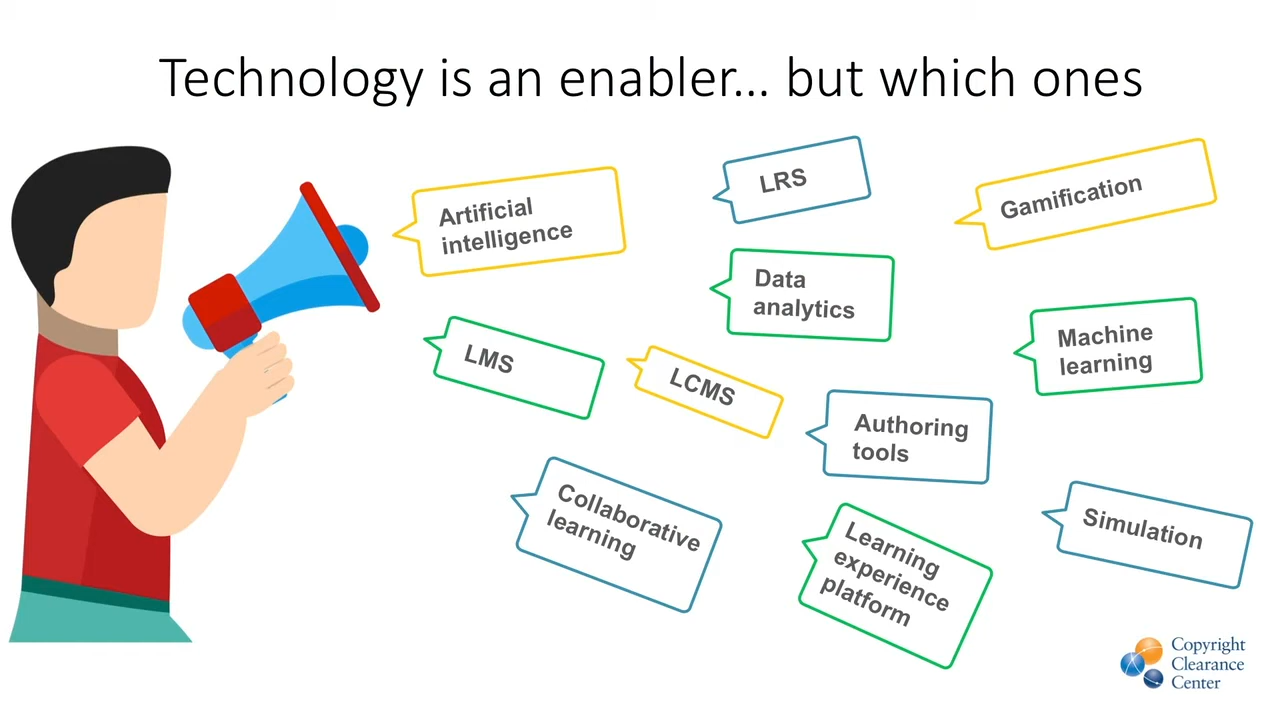 Technology is an enabler... but which ones
Artificial
intelligence
LRS
Gamification
Data
analytics
Machine
learning
LMS
LCMS
Authoring
tools
Collaborative
learning
Learning
experience
platform
Simulation
Copyright
Clearance
Center